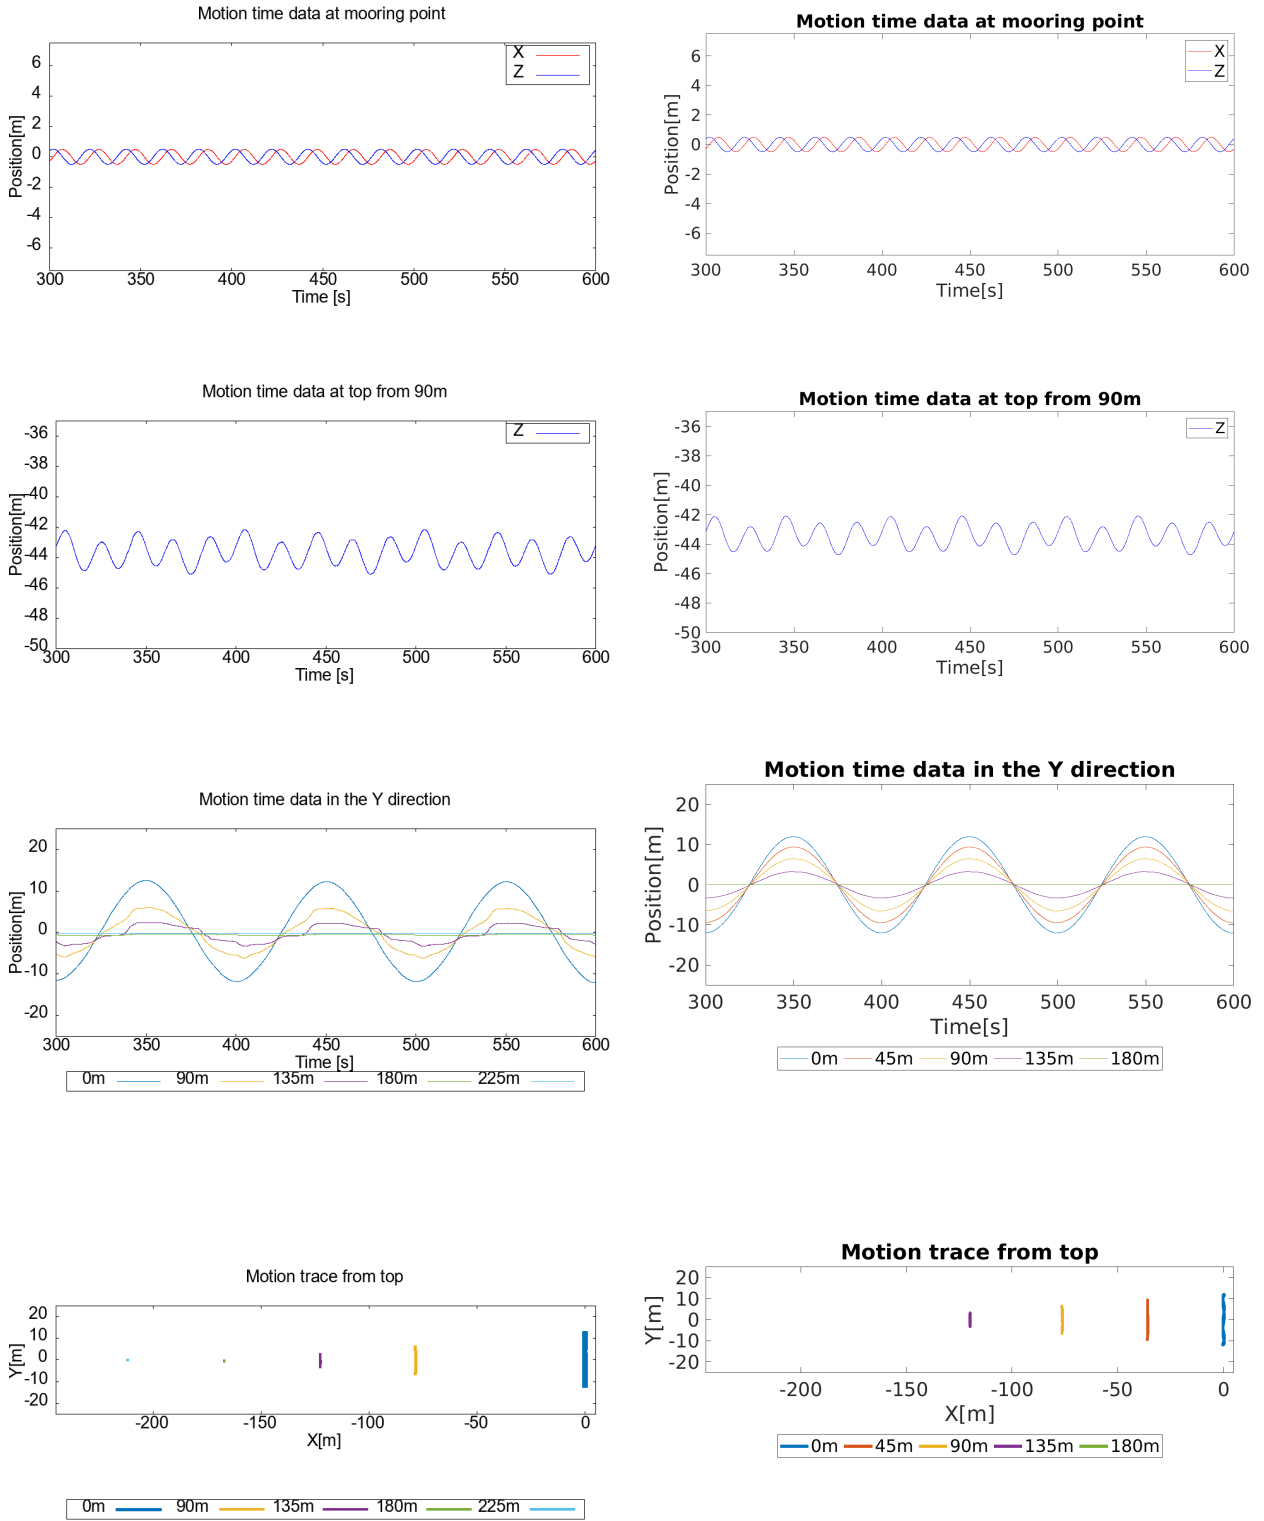 Motion time data at mooring point
X
Z
6
4
2
0
-2
-4
-6
Position[m]
300 350 400 450 500 550 600
Time [s]
Motion time data at mooring point
X
Z
6
4
2
0
-2
-4
-6
Position[m]
300 350 400 450 500 550 600
Time[s]
Motion time data at top from 90m
Z
-36
-38
-40
-42
-44
-46
-48
-50
Position[m]
300 350 400 450 500 550 600
Time [s]
Motion time data at top from 90m
Z
-36
-38
-40
-42
-44
-46
-48
-50
Position[m]
300 350 400 450 500 550 600
Time[s]
Motion time data in the Y direction
20
10
0
-10
-20
Position[m]
300 350 400 450 500 550 600
Time [s]
0m 90m 135m 180m 225m
Motion time data in the Y direction
20
10
0
-10
-20
Position[m]
300 350 400 450 500 550 600
Time[s]
0m 45m 90m 135m 180m
Motion trace from top
20
10
0
-10
-20
Y[m]
-200 -150 -100 -50 0
X[m]
0m 90m 135m 180m 225m
Motion trace from top
20
10
0
-10
-20
Y[m]
-200 -150 -100 -50 0
X[m]
0m 45m 90m 135m 180m